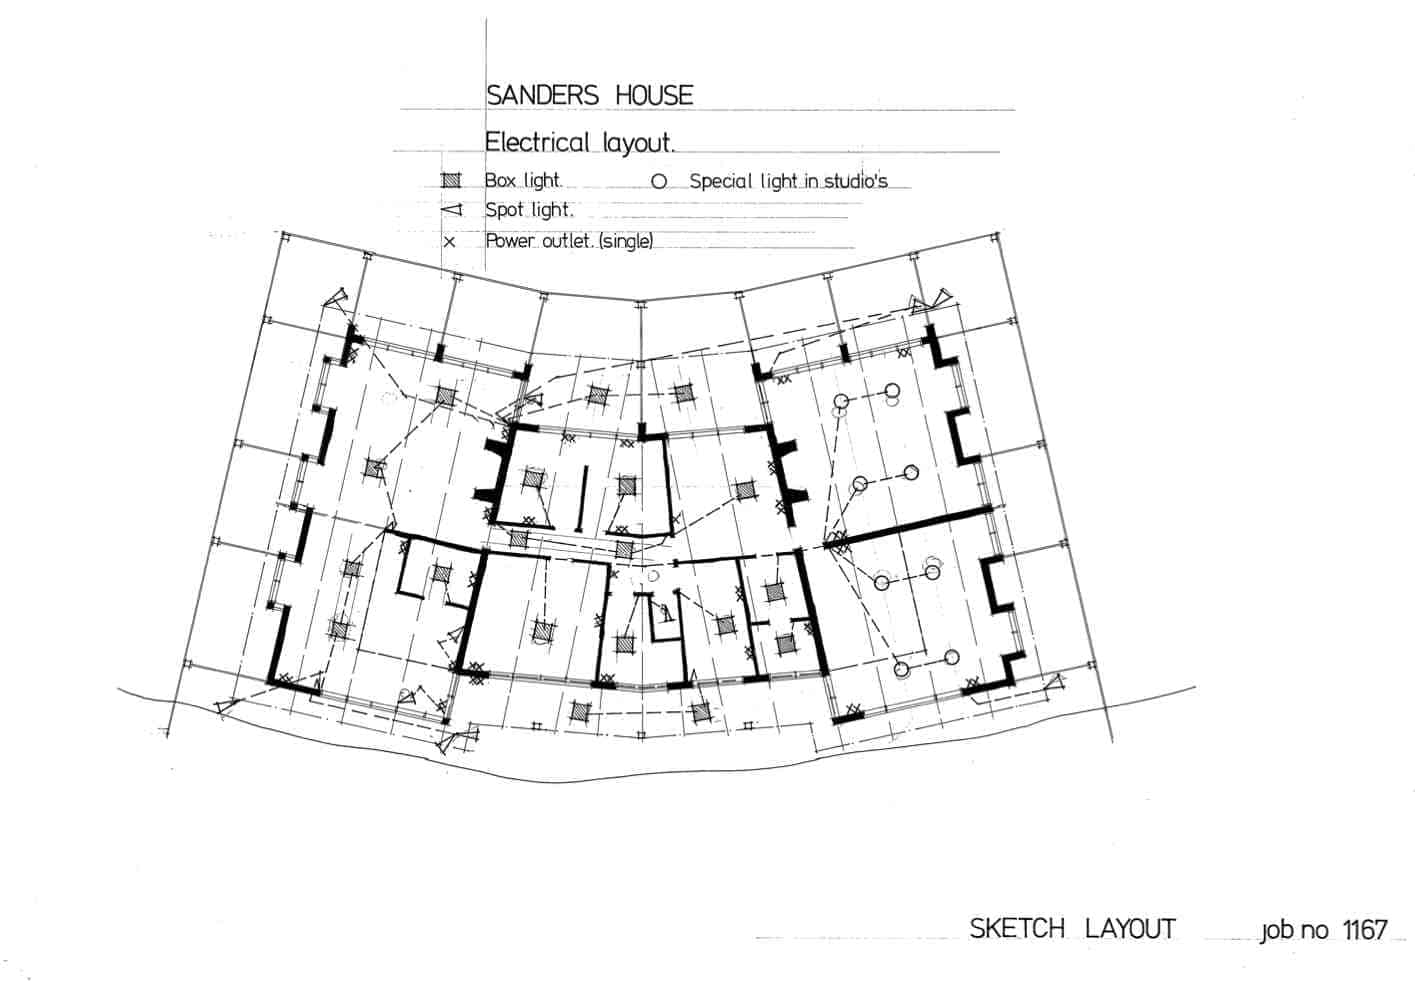 SANDERS HOUSE
Electrical layout.
Box light.
Special light in studio's
Spot light.
Power outlet. (single)
SKETCH LAYOUT job no 1167